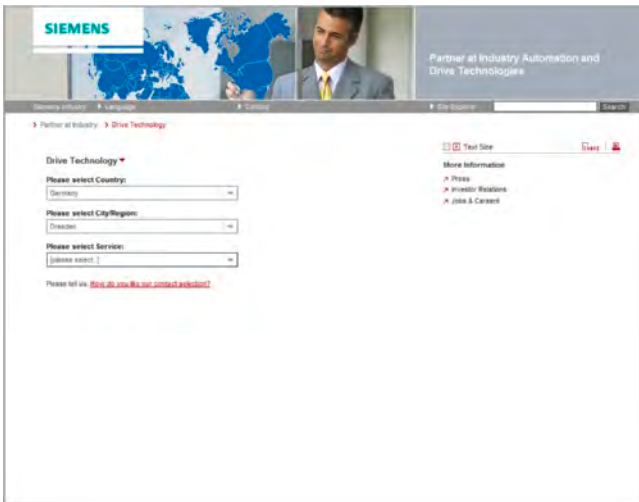 SIEMENS
Partner at Industry Automation and
Drive Technologies
Siemens Industry Language Contact Site Explorer Search
Partner at Industry Drive Technology
Text Size
Drive Technology
More Information
Please select Country:
Press
Germany
Investor Relations
Jobs & Careers
Please select City/Region:
Dresden
Please select Service:
[please select..]
Please tell us, How do you like our contact selection?